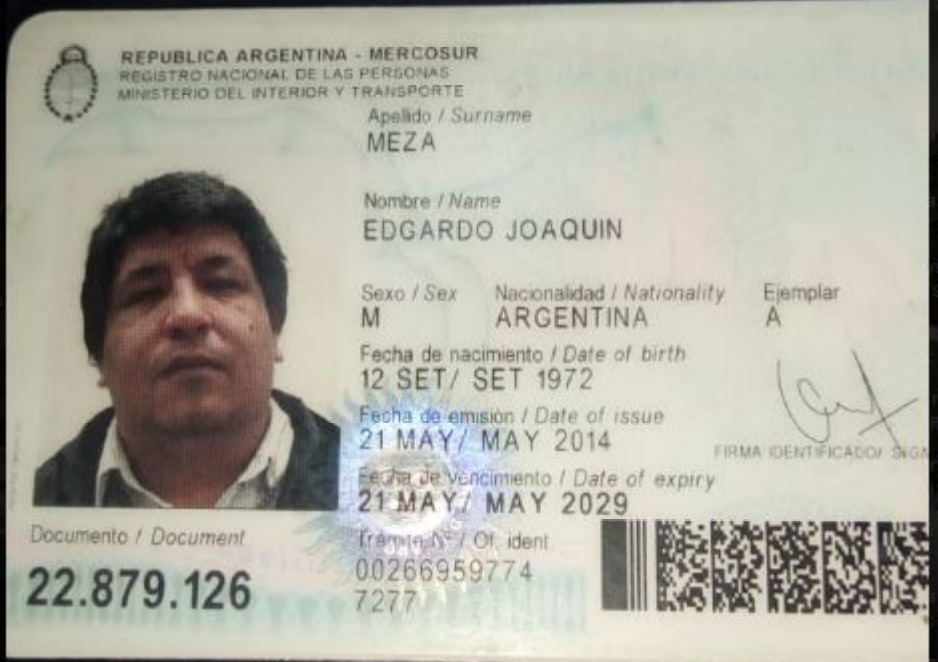 REPUBLICA ARGENTINA - MERCOSUR
REGISTRO NACIONAL DE LAS PERSONAS
MINISTERIO DEL INTERIOR Y TRANSPORTE
Apellido / Surname
MEZA
Nombre / Name
EDGARDO JOAQUIN
Sexo / Sex Nacionalidad / Nationality Ejemplar
M ARGENTINA A
Fecha de nacimiento / Date of birth
12 SET/ SET 1972
Fecha de emisión / Date of issue
21 MAY/ MAY 2014
FIRMA IDENTIFICADO/
Fecha de vencimiento / Date of expiry
21 MAY/ MAY 2029
Documento / Document
22.879.126
Trámite Nº / Of. ident
00266959774
7277